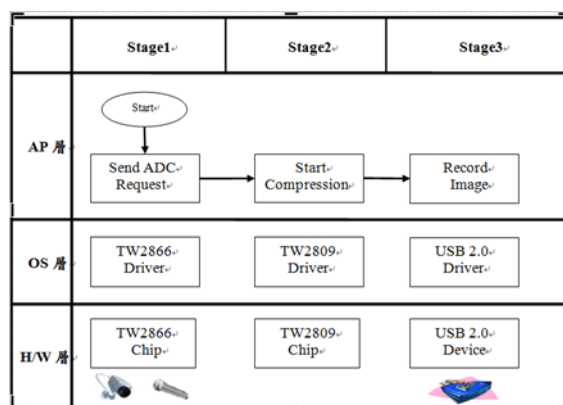 Stage1
Stage2
Stage3
AP 層
Start
Send ADC
Request
Start
Compression
Record
Image
OS 層
TW2866
Driver
TW2809
Driver
USB 2.0
Driver
H/W 層
TW2866
Chip
TW2809
Chip
USB 2.0
Device